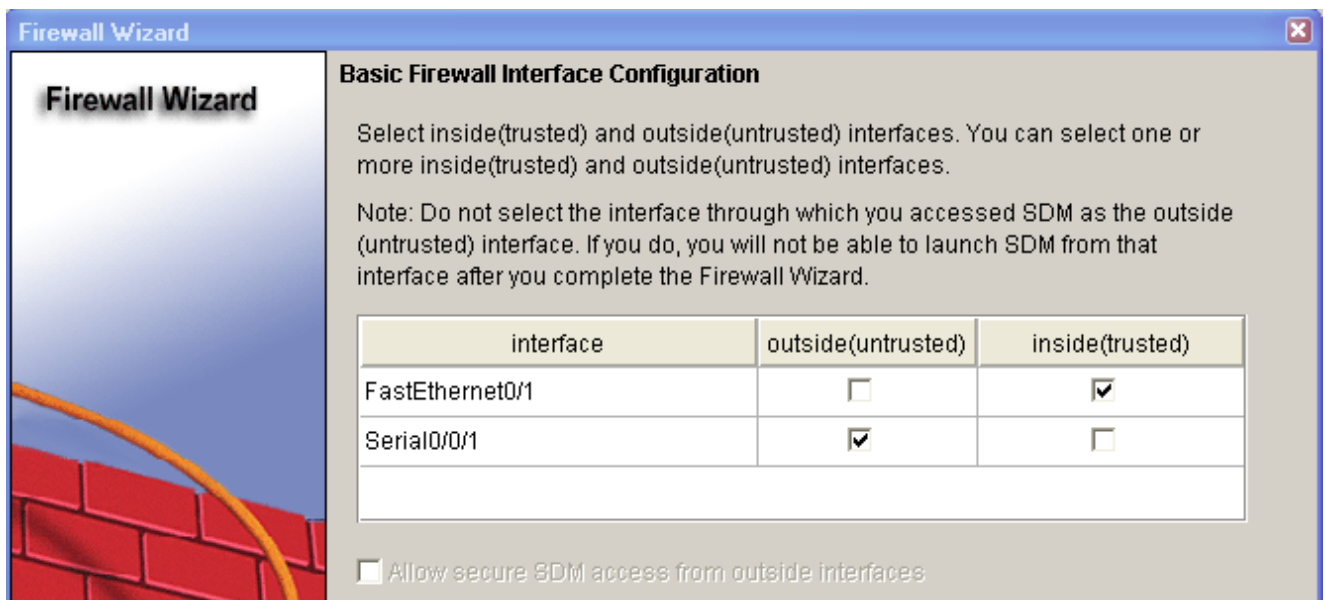 Firewall Wizard
Firewall Wizard
Basic Firewall Interface Configuration
Select inside(trusted) and outside(untrusted) interfaces. You can select one or
more inside(trusted) and outside(untrusted) interfaces.
Note: Do not select the interface through which you accessed SDM as the outside
(untrusted) interface. If you do, you will not be able to launch SDM from that
interface after you complete the Firewall Wizard.
interface outside(untrusted) inside(trusted)
FastEthernet0/1
Serial0/0/1
Allow secure SDM access from outside interfaces